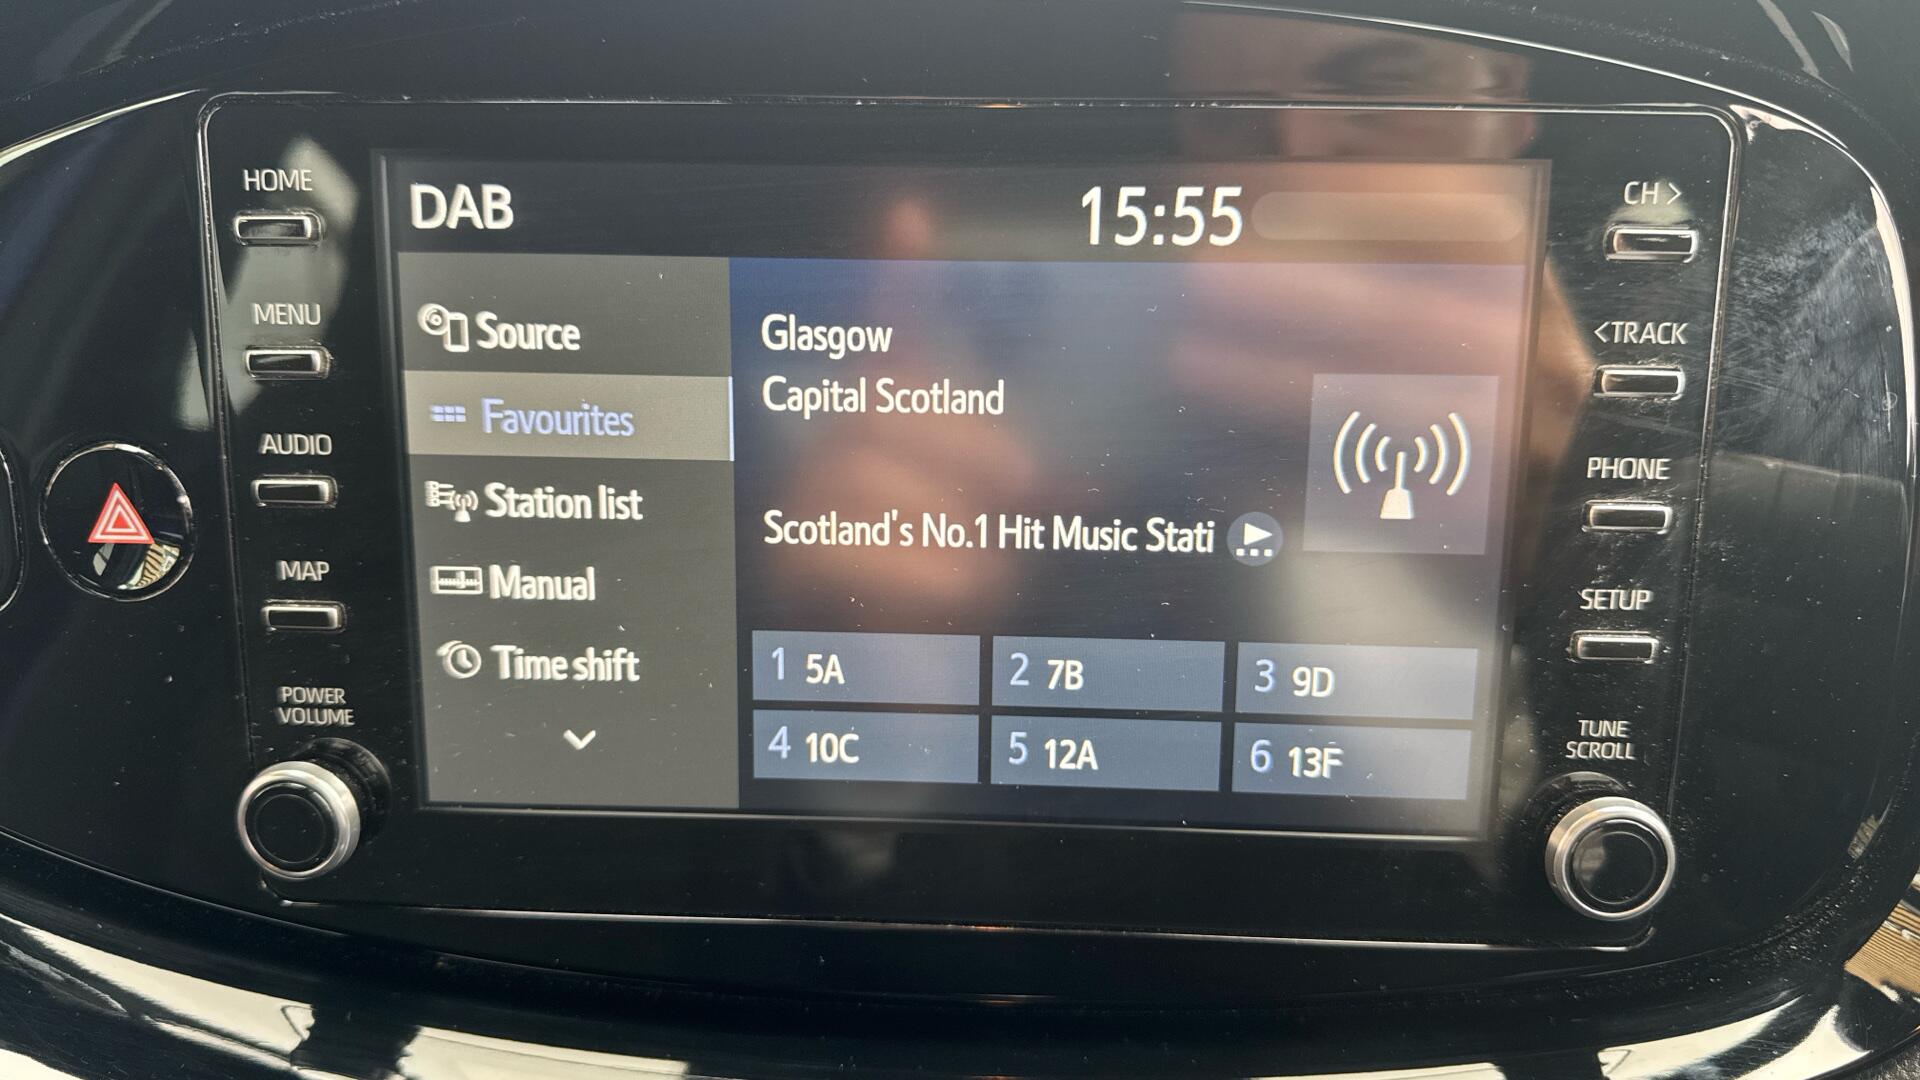 HOME
MENU
AUDIO
MAP
POWER
VOLUME
DAB
15:55
Source
Favourites
Station list
Manual
Time shift
Glasgow
Capital Scotland
Scotland's No.1 Hit Music Stati
1 5A
2 7B
3 9D
4 10C
5 12A
6 13F
CH >
<TRACK
PHONE
SETUP
TUNE
SCROLL